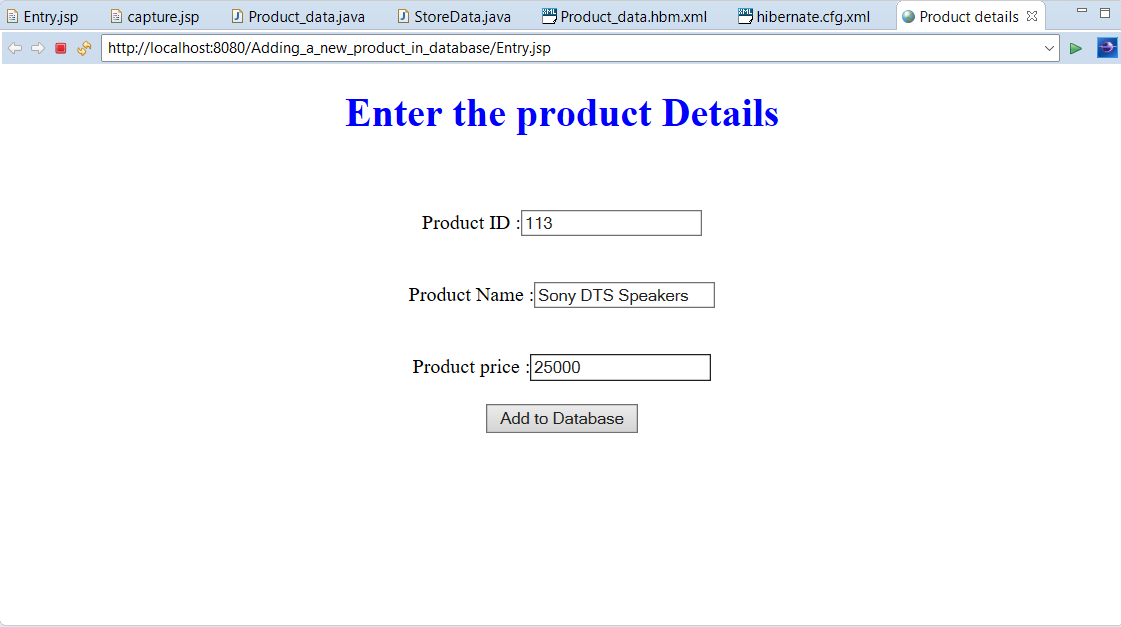 Entry.jsp capture.jsp Product_data.java StoreData.java Product_data.hbm.xml hibernate.cfg.xml Product details
http://localhost:8080/Adding_a_new_product_in_database/Entry.jsp
Enter the product Details
Product ID :113
Product Name :Sony DTS Speakers
Product price :25000
Add to Database